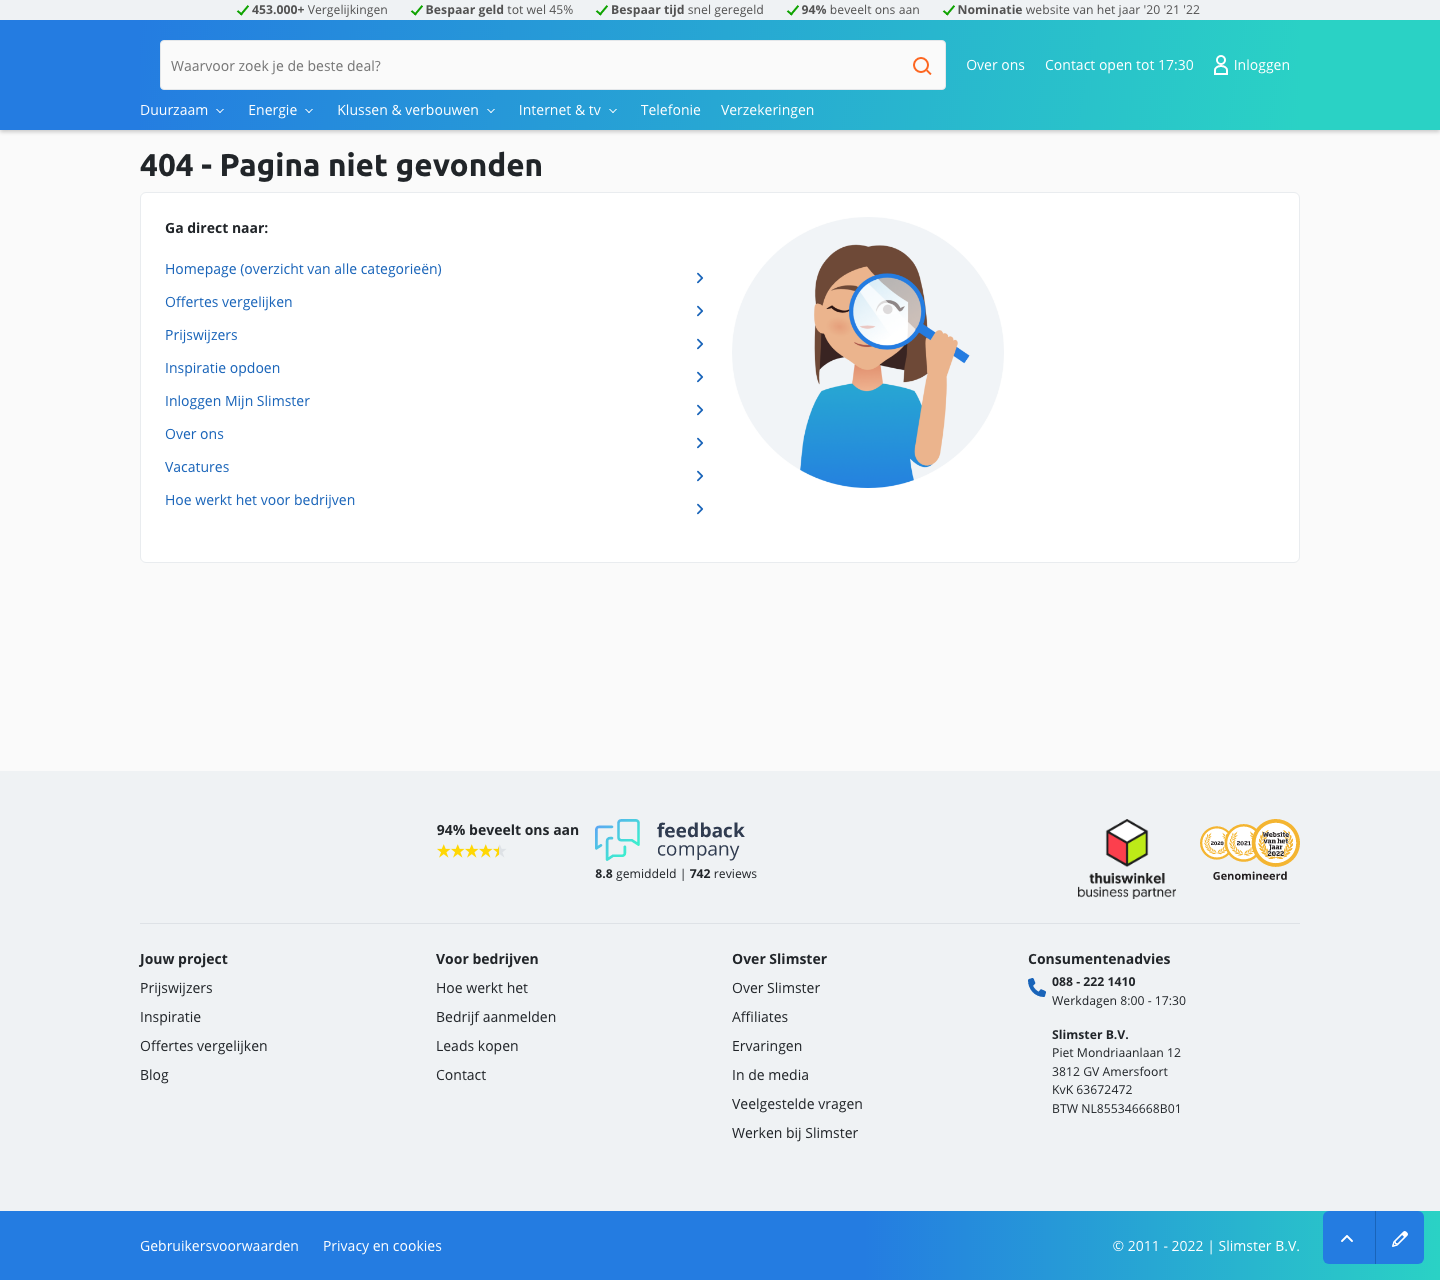 453.000+ Vergelijkingen Bespaar geld tot wel 45% Bespaar tijd snel geregeld 94% beveelt ons aan Nominatie website van het jaar '20 '21 '22
Waarvoor zoek je de beste deal? Over ons Contact open tot 17:30 Inloggen
Duurzaam Energie Klussen & verbouwen Internet & tv Telefonie Verzekeringen
404 - Pagina niet gevonden
Ga direct naar:
Homepage (overzicht van alle categorieën)
Offertes vergelijken
Prijswijzers
Inspiratie opdoen
Inloggen Mijn Slimster
Over ons
Vacatures
Hoe werkt het voor bedrijven
94% beveelt ons aan
feedback
company
8.8 gemiddeld | 742 reviews
thuiswinkel
business partner
2020 2021 Website
van het
jaar
2022
Genomineerd
Jouw project
Prijswijzers
Inspiratie
Offertes vergelijken
Blog
Voor bedrijven
Hoe werkt het
Bedrijf aanmelden
Leads kopen
Contact
Over Slimster
Over Slimster
Affiliates
Ervaringen
In de media
Veelgestelde vragen
Werken bij Slimster
Consumentenadvies
088 - 222 1410
Werkdagen 8:00 - 17:30
Slimster B.V.
Piet Mondriaanlaan 12
3812 GV Amersfoort
KvK 63672472
BTW NL855346668B01
Gebruikersvoorwaarden Privacy en cookies © 2011 - 2022 | Slimster B.V.